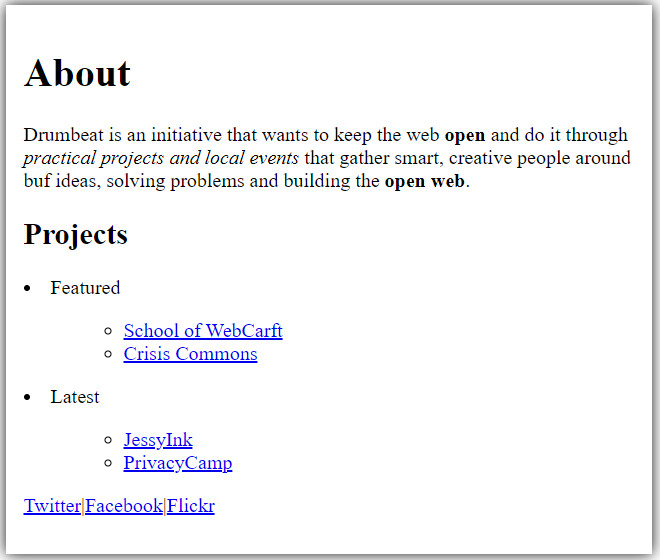 About
Drumbeat is an initiative that wants to keep the web open and do it through
practical projects and local events that gather smart, creative people around
buf ideas, solving problems and building the open web.
Projects
• Featured
○ School of WebCarft
○ Crisis Commons
• Latest
○ JessyInk
○ PrivacyCamp
Twitter|Facebook|Flickr